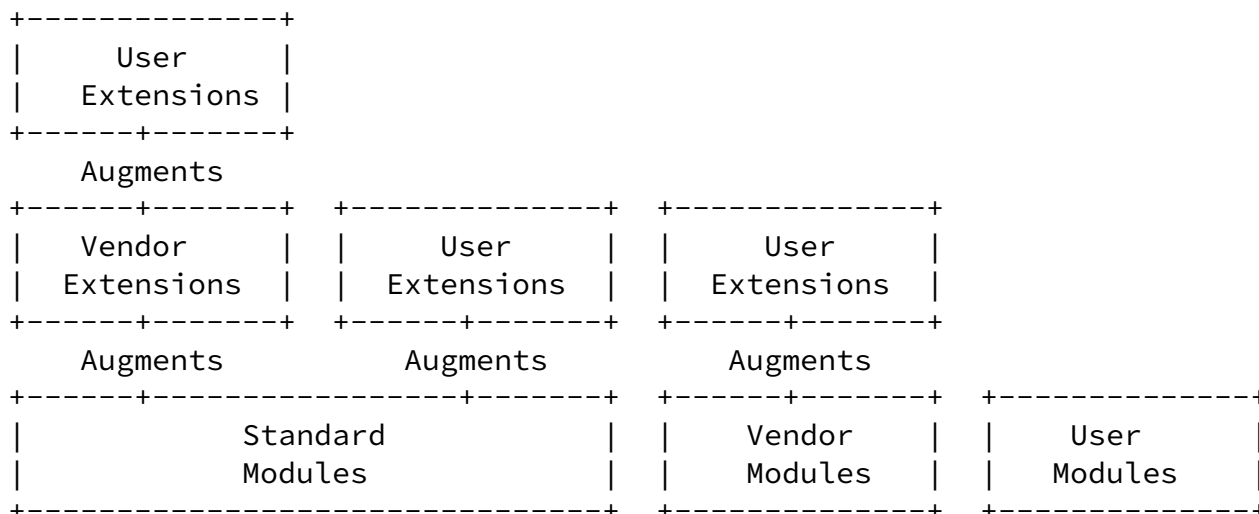 User
Extensions
Augments
Vendor User User
Extensions Extensions Extensions
Augments Augments Augments
Standard Vendor User
Modules Modules Modules